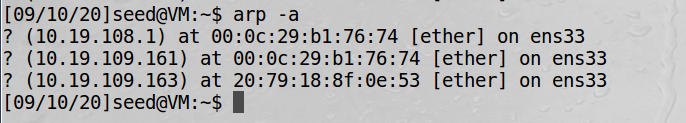 [09/10/20]seed@VM:~$ arp -a
? (10.19.108.1) at 00:0c:29:b1:76:74 [ether] on ens33
? (10.19.109.161) at 00:0c:29:b1:76:74 [ether] on ens33
? (10.19.109.163) at 20:79:18:8f:0e:53 [ether] on ens33
[09/10/20]seed@VM:~$